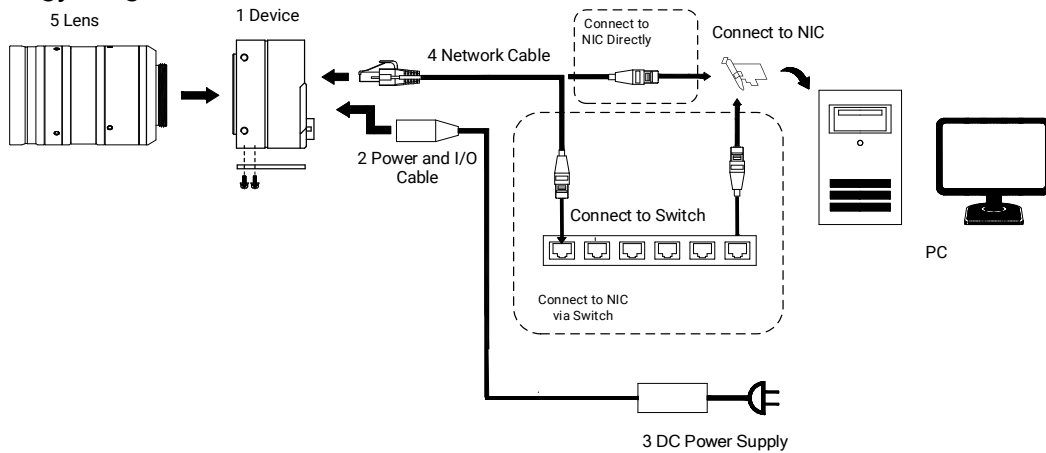 5 Lens
1 Device
Connect to
NIC Directly
Connect to NIC
4 Network Cable
2 Power and I/O
Cable
Connect to Switch
PC
Connect to NIC
via Switch
3 DC Power Supply